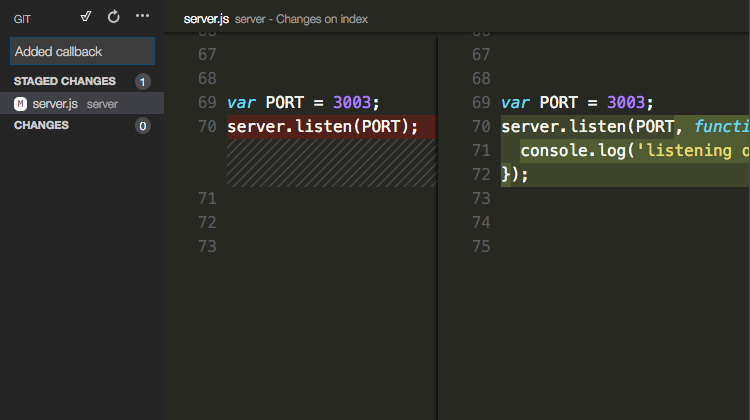 GIT
Added callback
STAGED CHANGES 1
M server.js server
CHANGES 0
server.js server - Changes on index
67
68
69 var PORT = 3003;
70 server.listen(PORT);
71
72
73
67
68
69 var PORT = 3003;
70 server.listen(PORT, functi
71 console.log('listening o
72 });
73
74
75